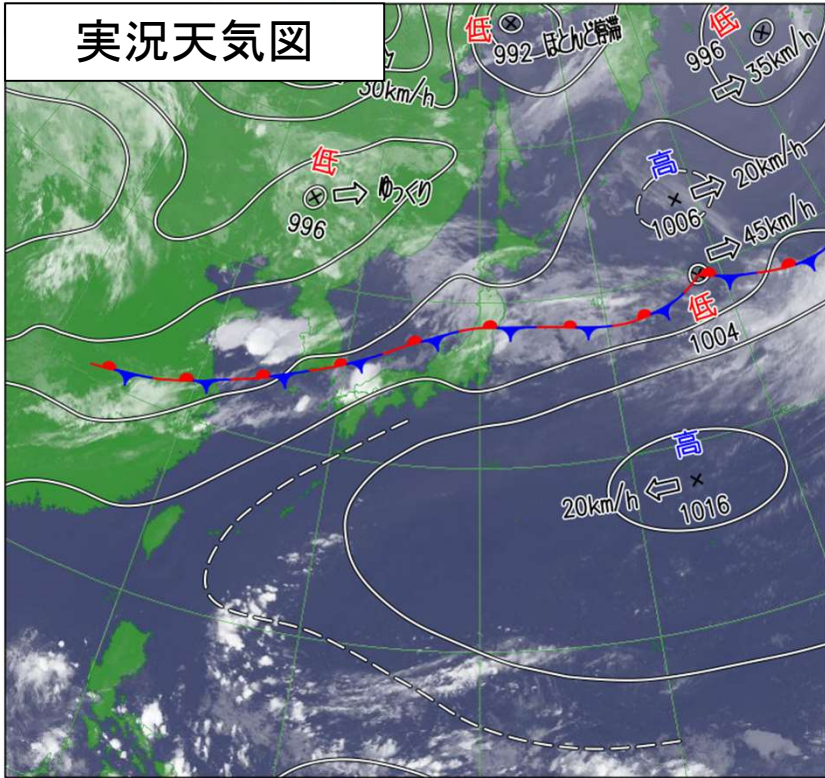 実況天気図
低
992 ほとんど停滞
低
996
35km/h
30km/h
低
996
ゆっくり
高
1006
20km/h
45km/h
低
1004
高
1016
20km/h